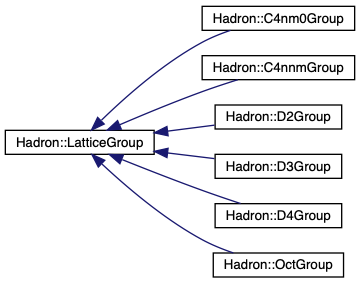 Hadron::C4nm0Group
Hadron::C4nnmGroup
Hadron::D2Group
Hadron::LatticeGroup
Hadron::D3Group
Hadron::D4Group
Hadron::OctGroup